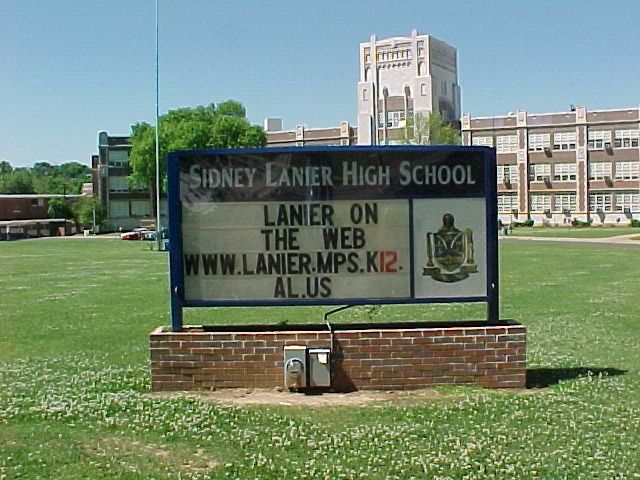 SIDNEY LANIER HIGH SCHOOL
LANIER ON
THE WEB
WWW.LANIER.MPS.K12.
AL.US